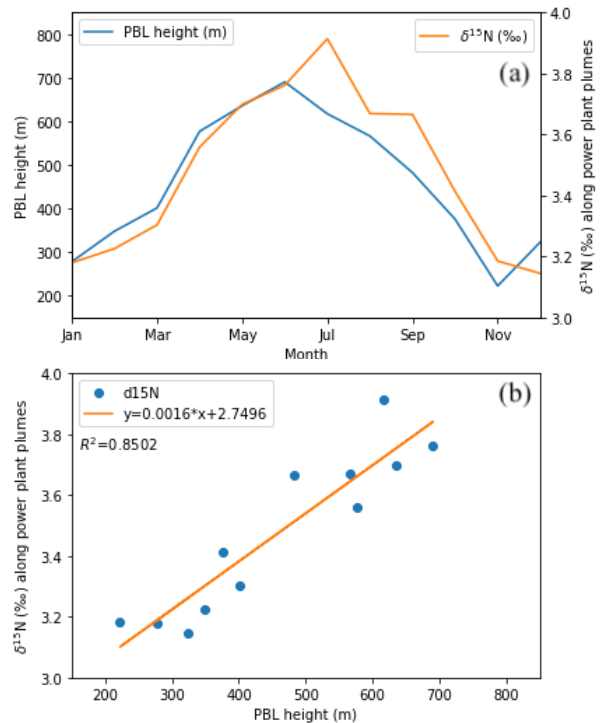 PBL height (m)
δ¹⁵N (‰)
(a)
800
700
600
500
400
300
200
PBL height (m)
4.0
3.8
3.6
3.4
3.2
3.0
δ¹⁵N (‰) along power plant plumes
Jan
Mar
May
Jul
Sep
Nov
Month
d15N
y=0.0016*x+2.7496
R²=0.8502
(b)
4.0
3.8
3.6
3.4
3.2
3.0
δ¹⁵N (‰) along power plant plumes
200
300
400
500
600
700
800
PBL height (m)